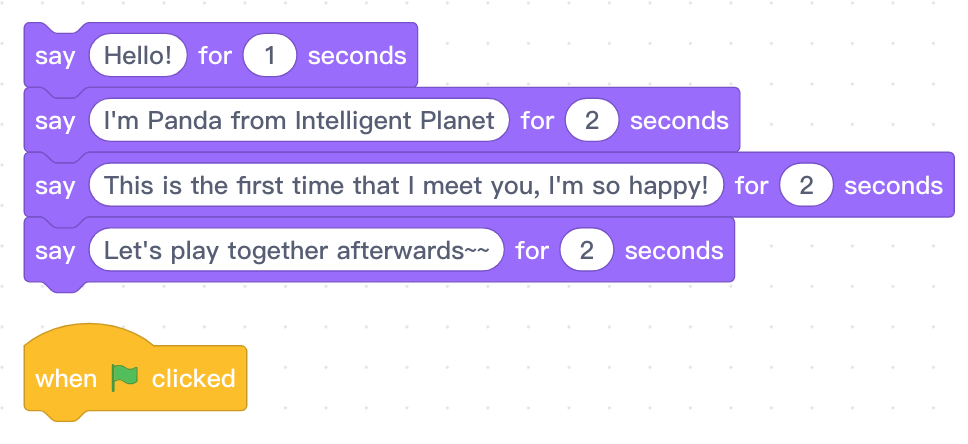 say Hello! for 1 seconds
say I'm Panda from Intelligent Planet for 2 seconds
say This is the first time that I meet you, I'm so happy! for 2 seconds
say Let's play together afterwards~~ for 2 seconds
when clicked